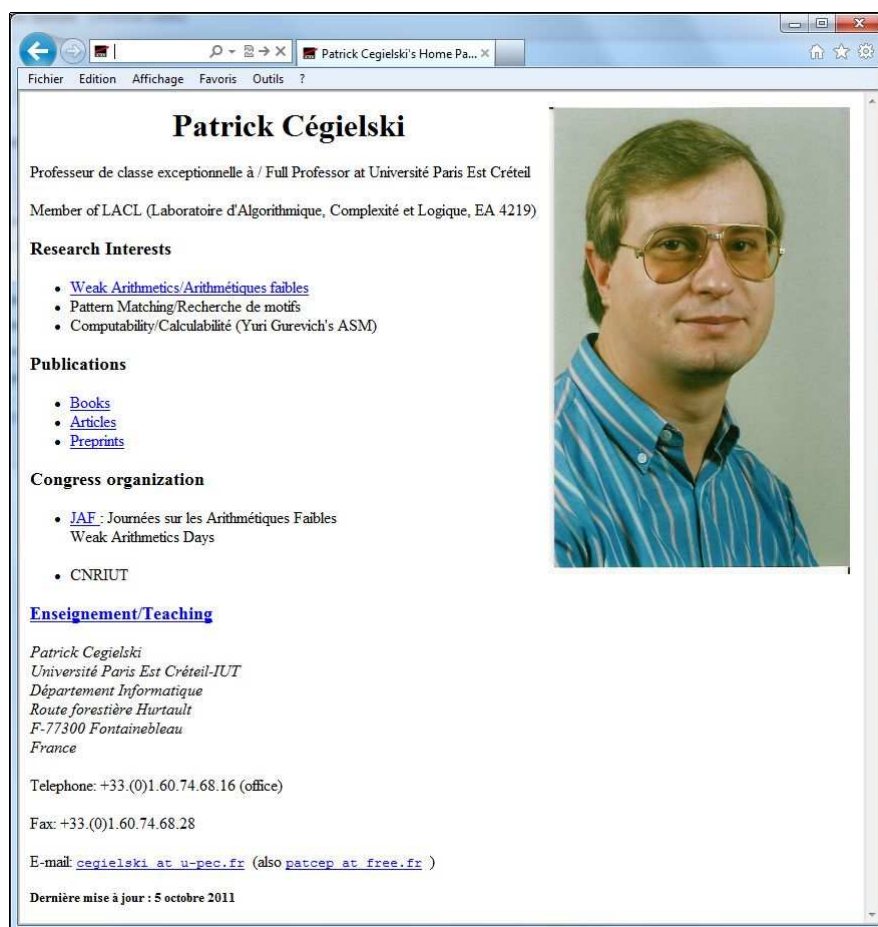 Patrick Cegielski's Home Pa...
Fichier Edition Affichage Favoris Outils ?
Patrick Cégielski
Professeur de classe exceptionnelle à / Full Professor at Université Paris Est Créteil
Member of LACL (Laboratoire d'Algorithmique, Complexité et Logique, EA 4219)
Research Interests
Weak Arithmetics/Arithmétiques faibles
Pattern Matching/Recherche de motifs
Computability/Calculabilité (Yuri Gurevich's ASM)
Publications
Books
Articles
Preprints
Congress organization
JAF : Journées sur les Arithmétiques Faibles
Weak Arithmetics Days
CNRIUT
Enseignement/Teaching
Patrick Cegielski
Université Paris Est Créteil-IUT
Département Informatique
Route forestière Hurtault
F-77300 Fontainebleau
France
Telephone: +33.(0)1.60.74.68.16 (office)
Fax: +33.(0)1.60.74.68.28
E-mail: cegielski at u-pec.fr (also patcep at free.fr )
Dernière mise à jour : 5 octobre 2011